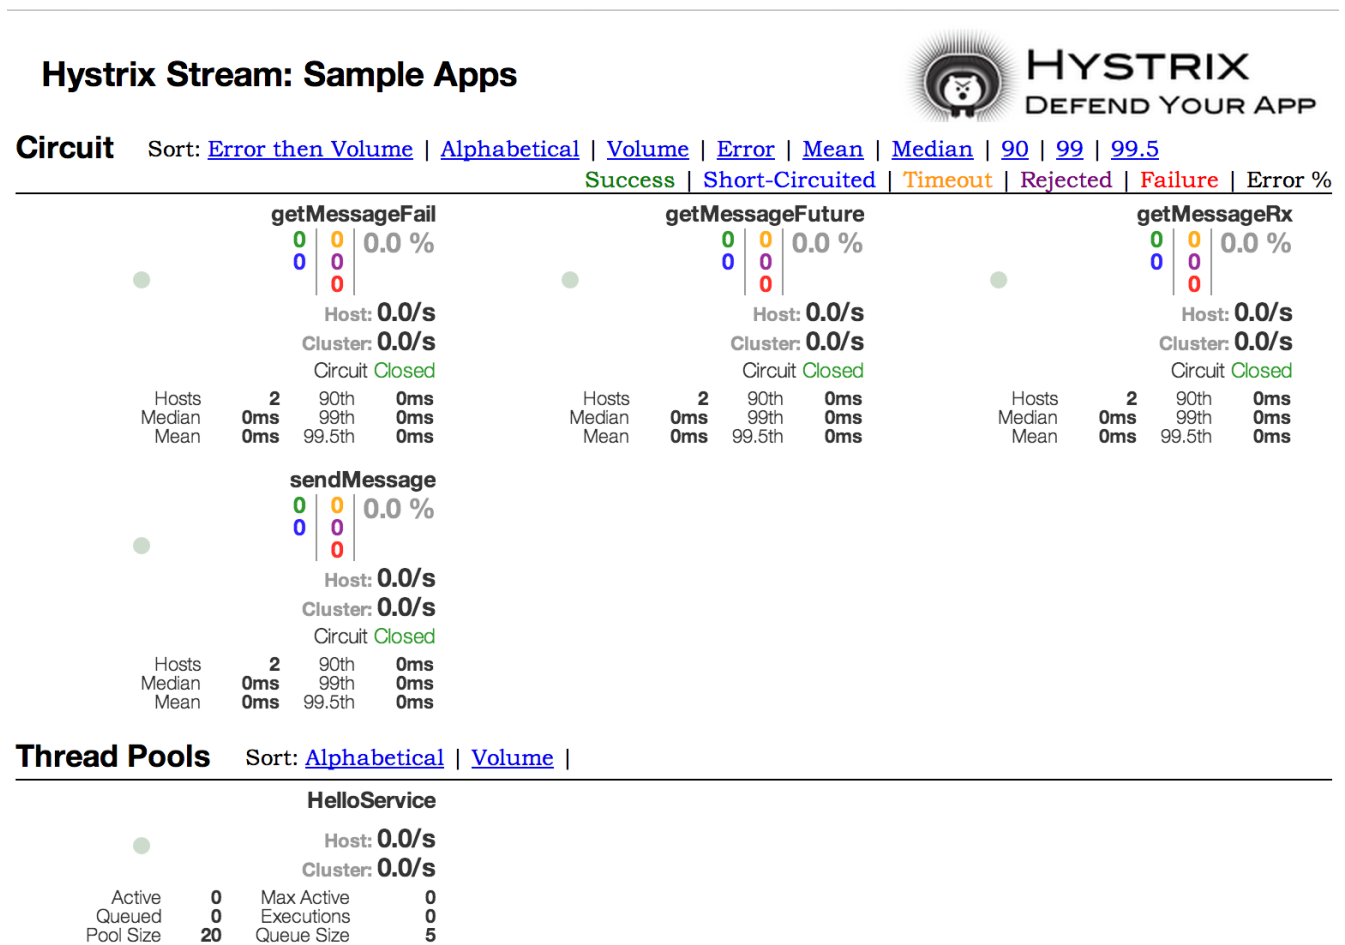 Hystrix Stream: Sample Apps
HYSTRIX
DEFEND YOUR APP
Circuit Sort: Error then Volume | Alphabetical | Volume | Error | Mean | Median | 90 | 99 | 99.5
Success | Short-Circuited | Timeout | Rejected | Failure | Error %
getMessageFail
0 0 0.0 %
0 0
0
Host: 0.0/s
Cluster: 0.0/s
Circuit Closed
Hosts 2 90th 0ms
Median 0ms 99th 0ms
Mean 0ms 99.5th 0ms
getMessageFuture
0 0 0.0 %
0 0
0
Host: 0.0/s
Cluster: 0.0/s
Circuit Closed
Hosts 2 90th 0ms
Median 0ms 99th 0ms
Mean 0ms 99.5th 0ms
getMessageRx
0 0 0.0 %
0 0
0
Host: 0.0/s
Cluster: 0.0/s
Circuit Closed
Hosts 2 90th 0ms
Median 0ms 99th 0ms
Mean 0ms 99.5th 0ms
sendMessage
0 0 0.0 %
0 0
0
Host: 0.0/s
Cluster: 0.0/s
Circuit Closed
Hosts 2 90th 0ms
Median 0ms 99th 0ms
Mean 0ms 99.5th 0ms
Thread Pools Sort: Alphabetical | Volume |
HelloService
Host: 0.0/s
Cluster: 0.0/s
Active 0 Max Active 0
Queued 0 Executions 0
Pool Size 20 Queue Size 5